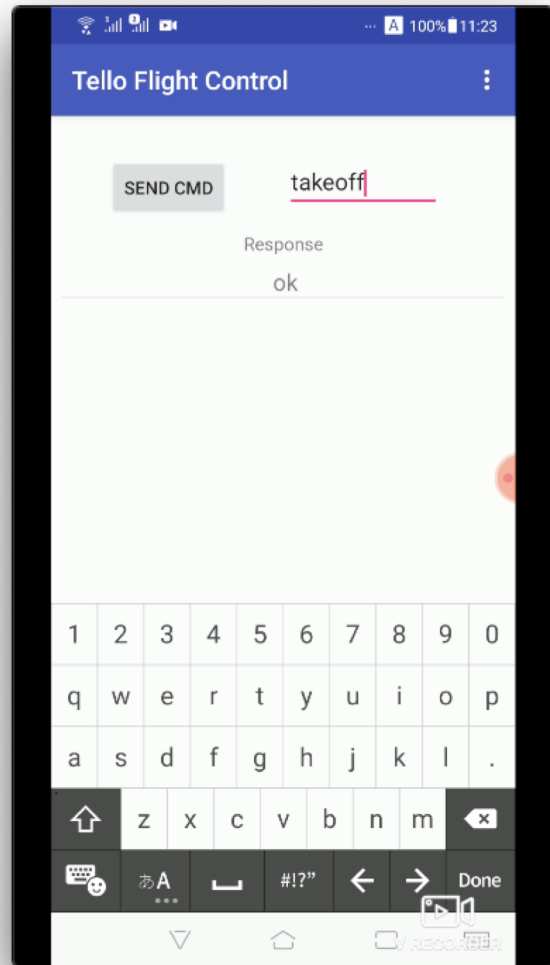 A 100% 11:23
Tello Flight Control
SEND CMD takeoff
Response
ok
1 2 3 4 5 6 7 8 9 0
q w e r t y u i o p
a s d f g h j k l .
z x c v b n m
あA #!?” Done
V RECORDER